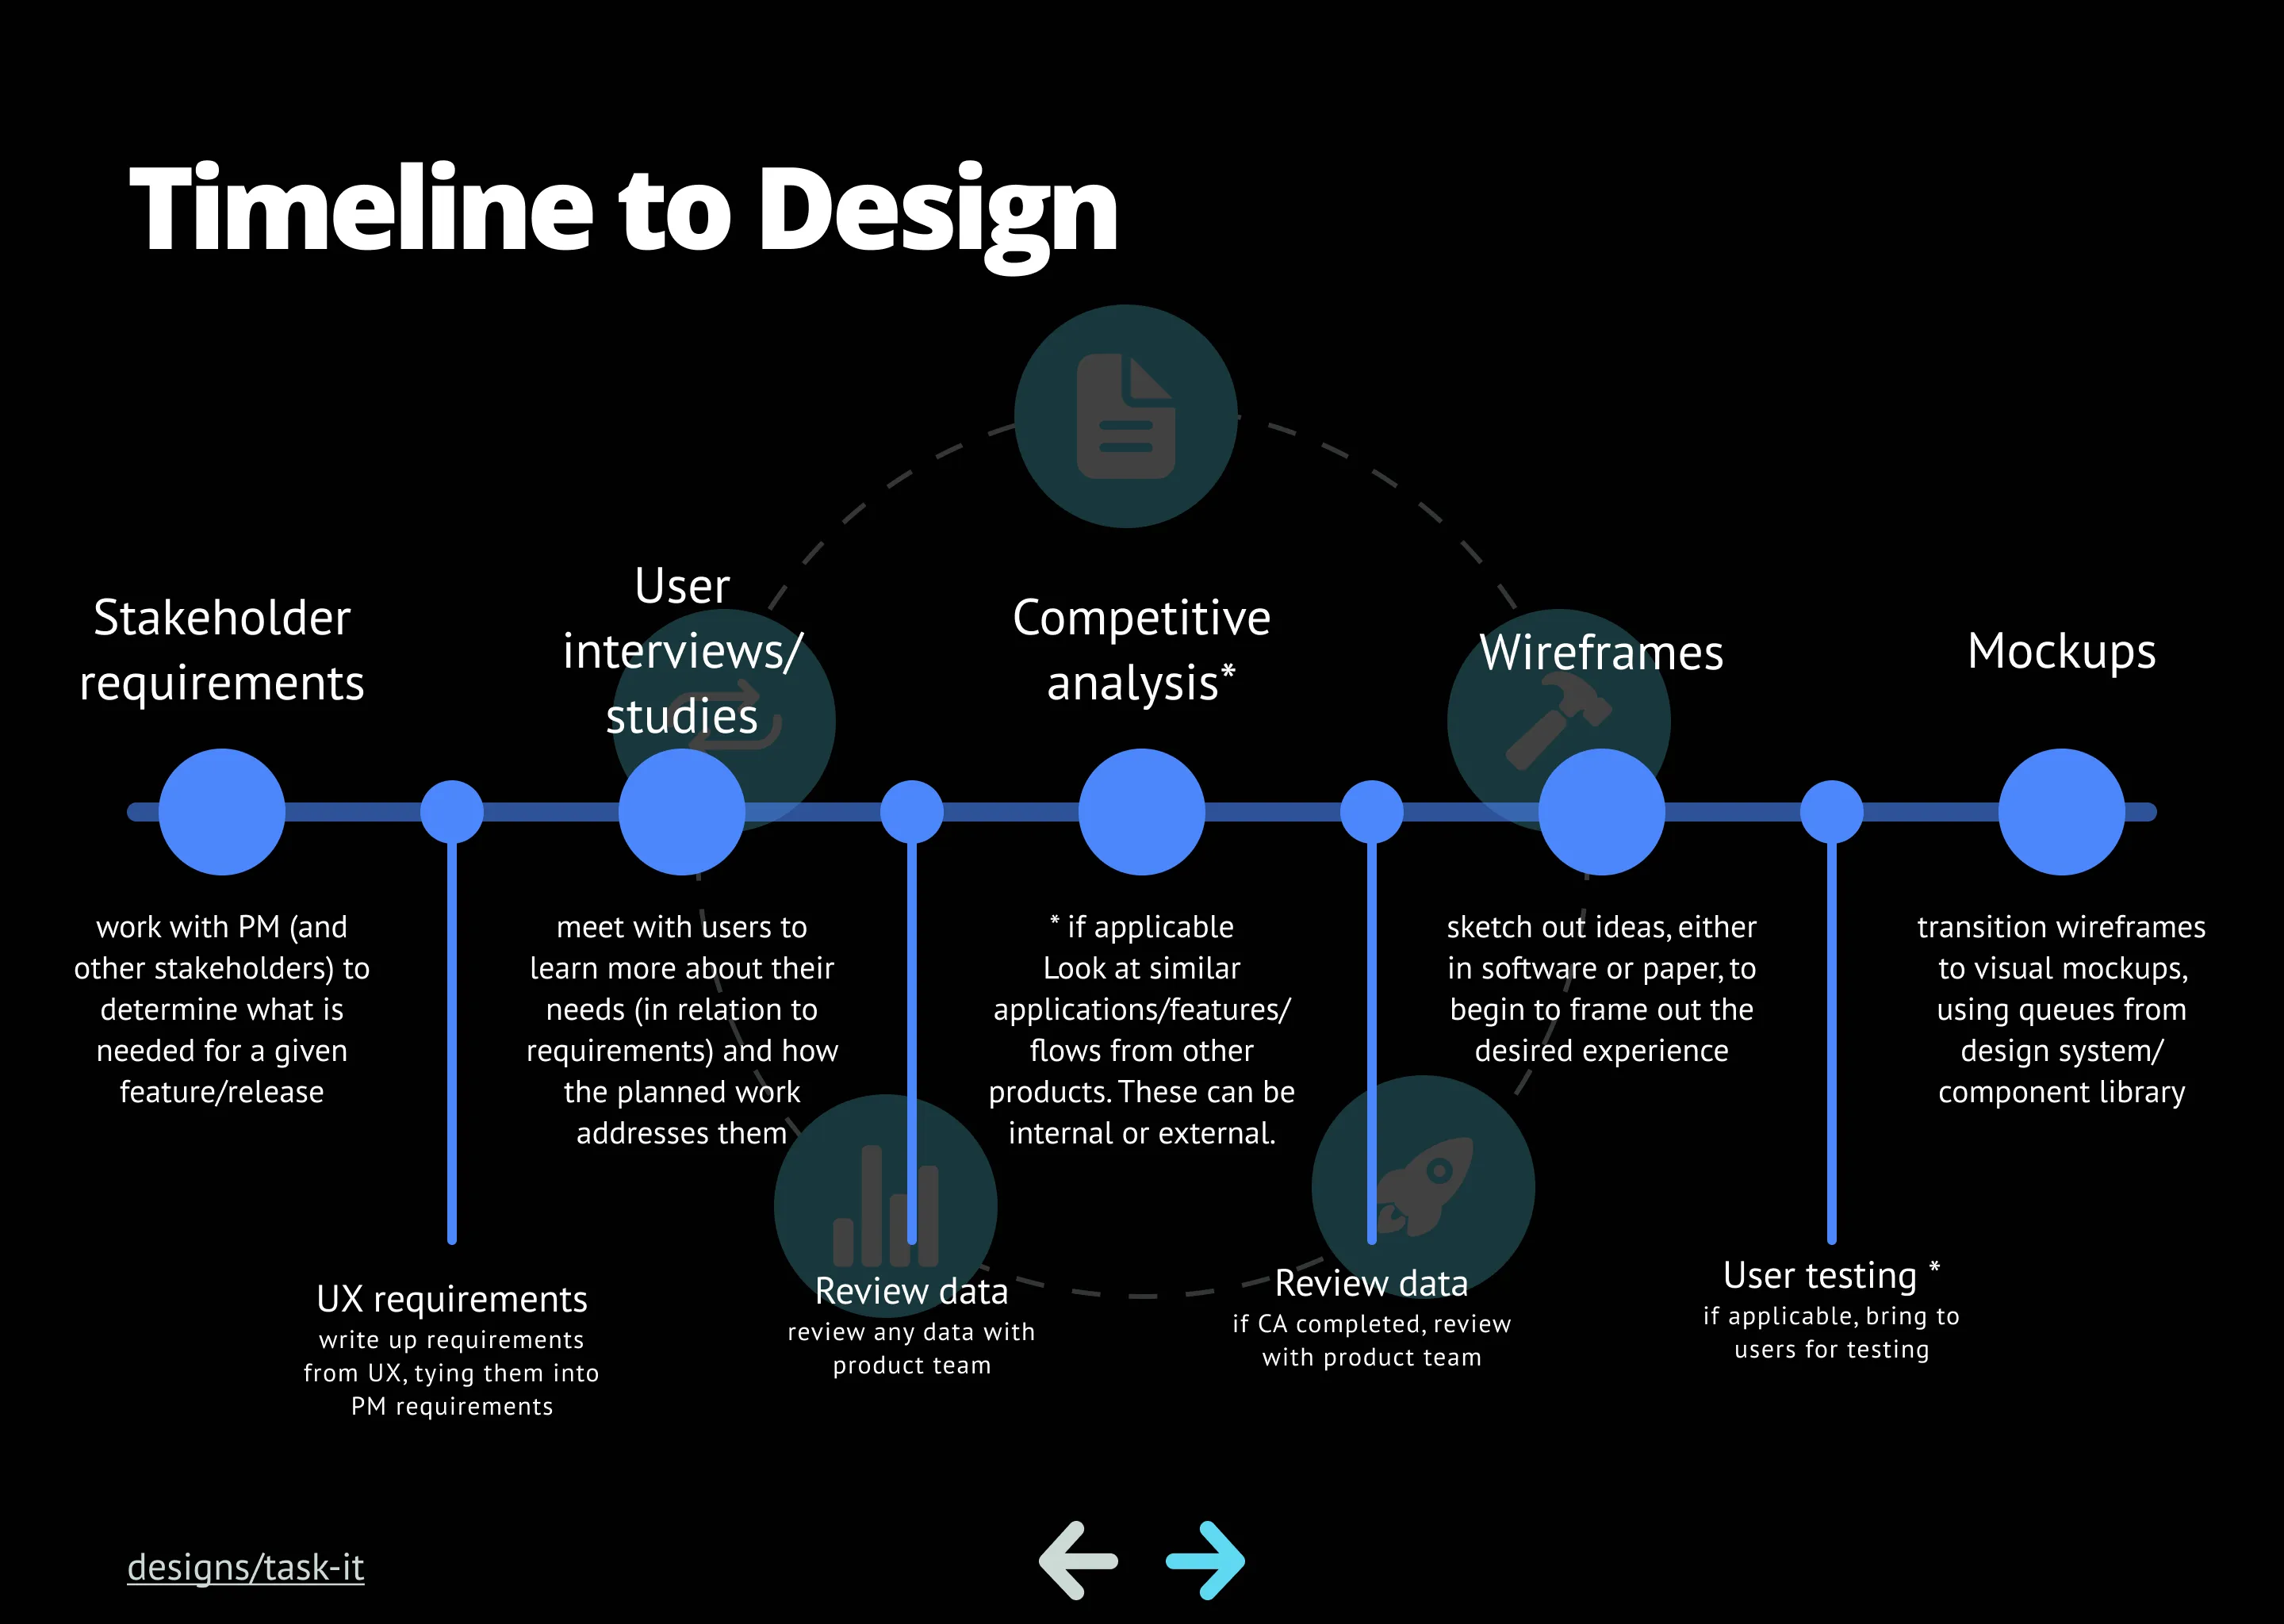 Timeline to Design
Stakeholder
requirements
work with PM (and
other stakeholders) to
determine what is
needed for a given
feature/release
UX requirements
write up requirements
from UX, tying them into
PM requirements
User
interviews/
studies
meet with users to
learn more about their
needs (in relation to
requirements) and how
the planned work
addresses them
Review data
review any data with
product team
Competitive
analysis*
* if applicable
Look at similar
applications/features/
flows from other
products. These can be
internal or external.
Review data
if CA completed, review
with product team
Wireframes
sketch out ideas, either
in software or paper, to
begin to frame out the
desired experience
User testing *
if applicable, bring to
users for testing
Mockups
transition wireframes
to visual mockups,
using queues from
design system/
component library
designs/task-it